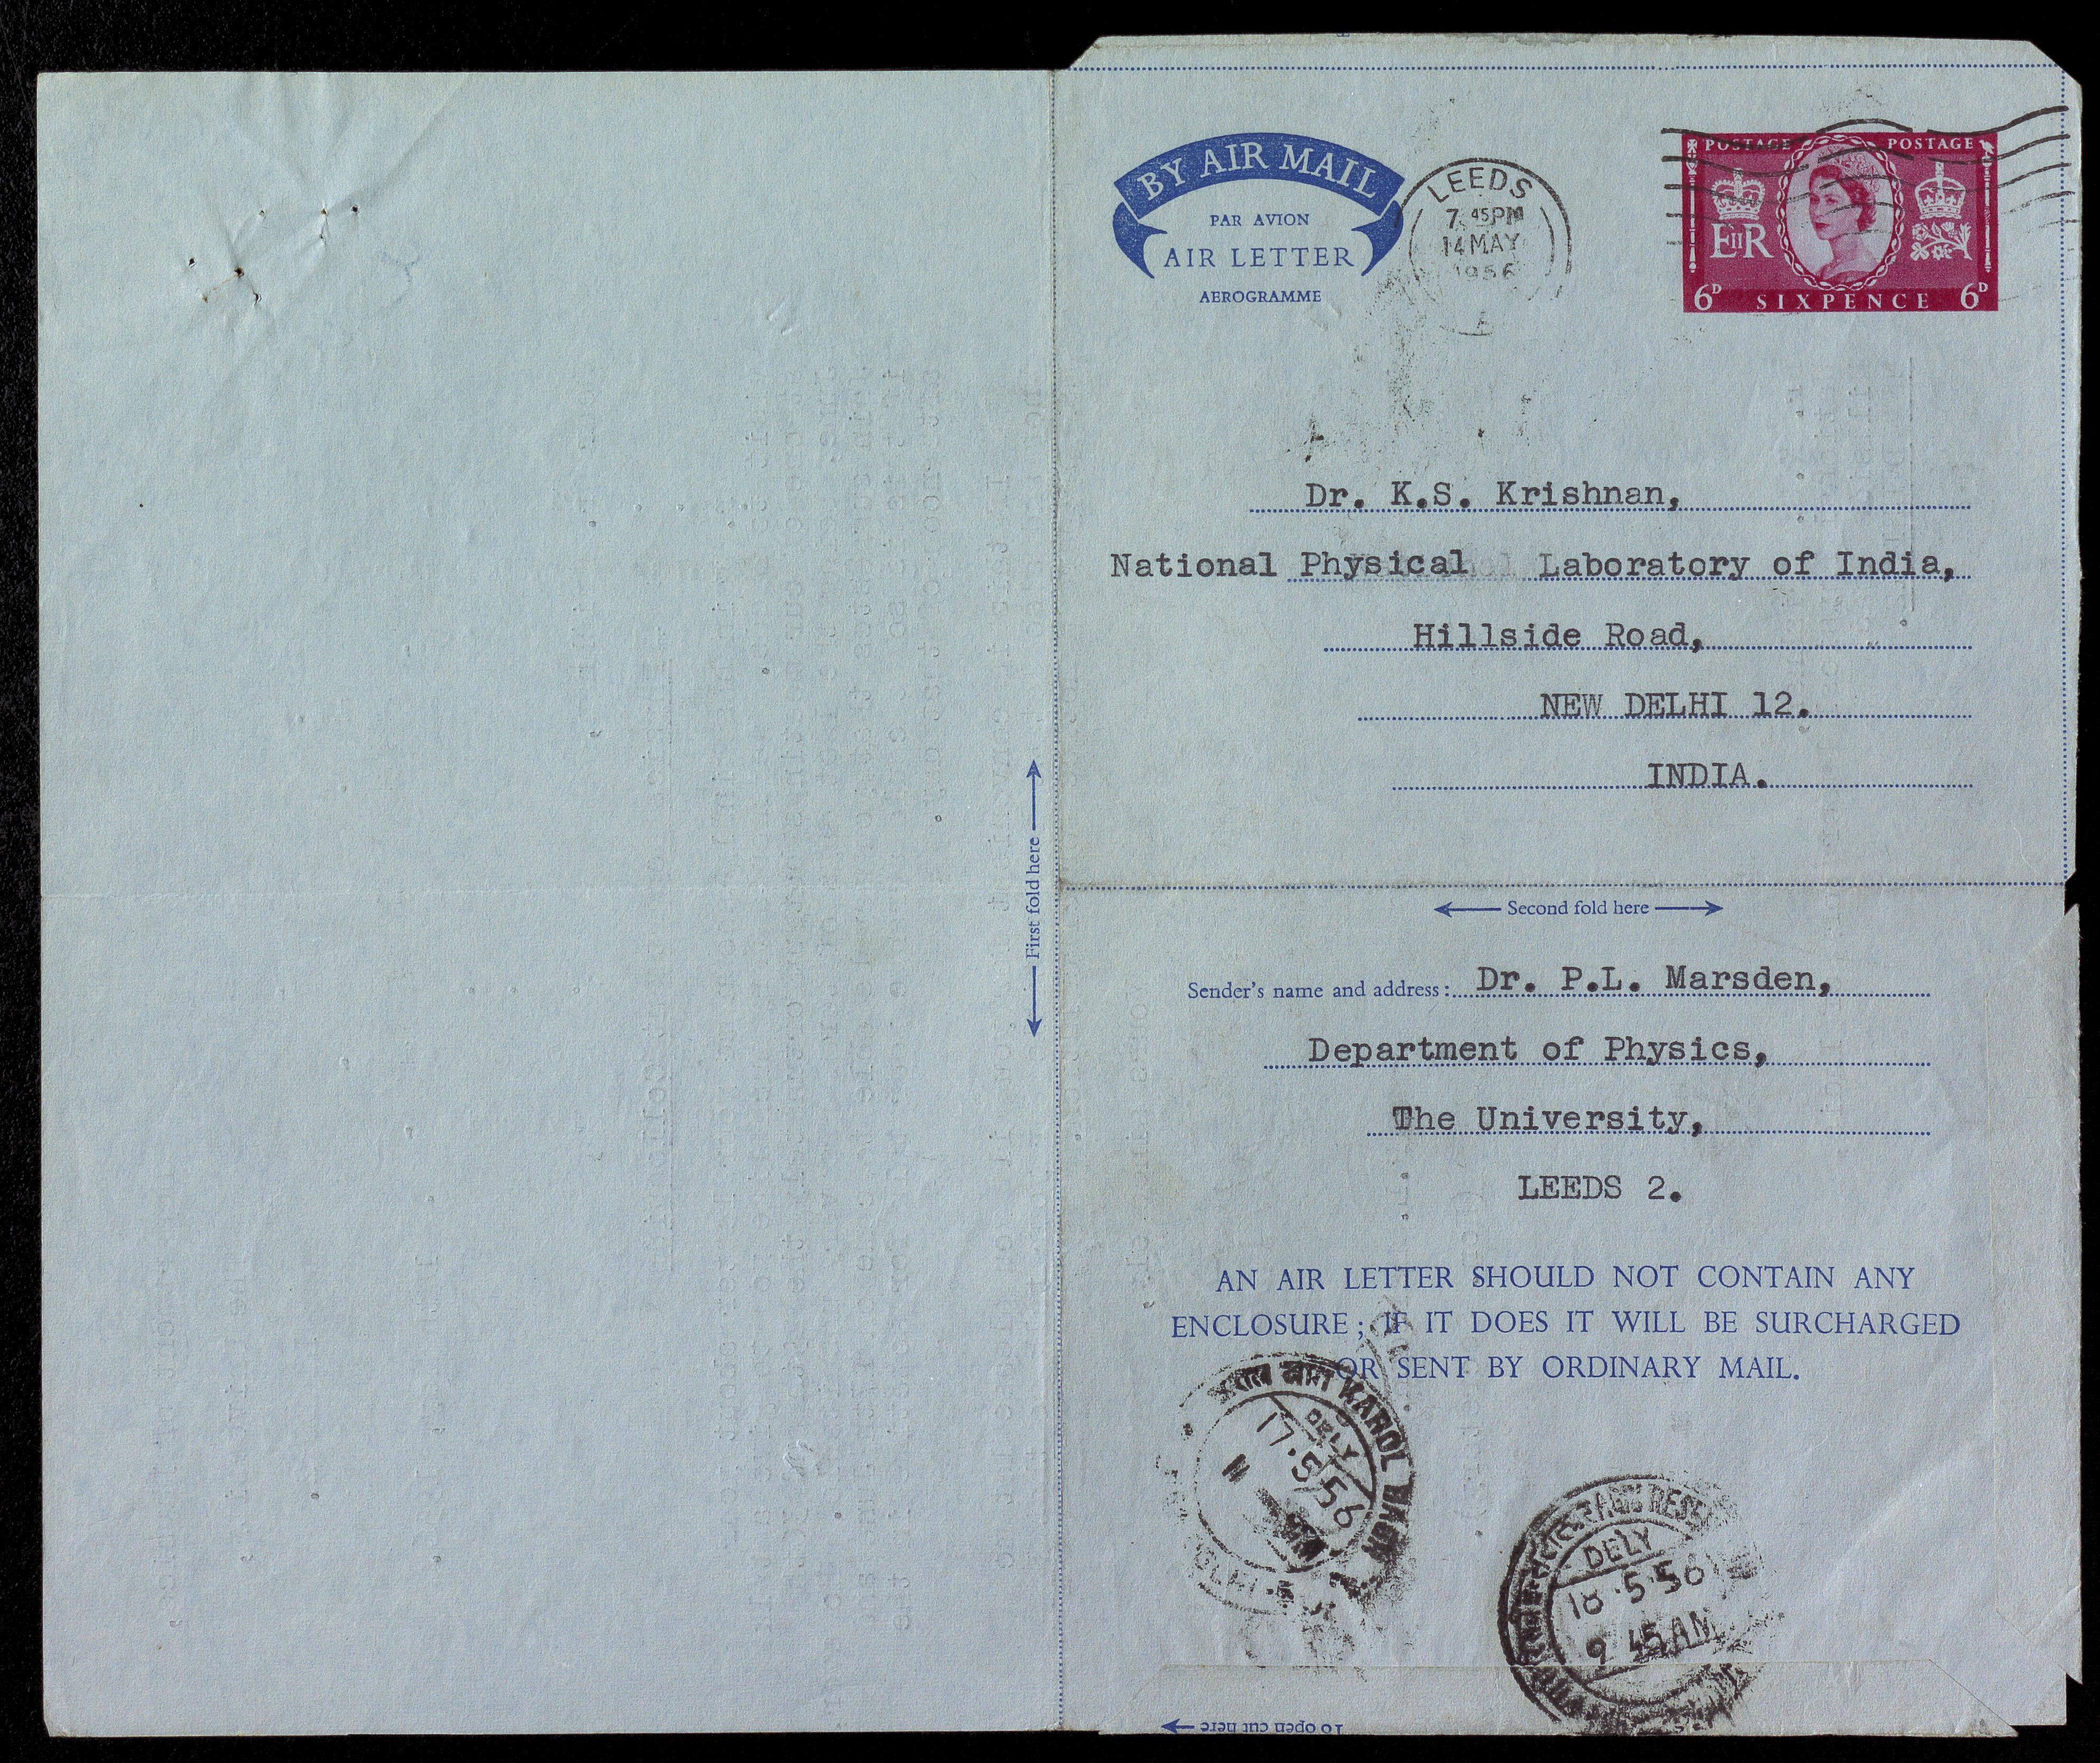 BY AIR MAIL
PAR AVION
AIR LETTER
AEROGRAMME
LEEDS
7.45PM
14 MAY
1956
POSTAGE POSTAGE
EIIR
6D SIXPENCE 6D
Dr. K.S. Krishnan,
National Physical Laboratory of India,
Hillside Road,
NEW DELHI 12.
INDIA.
First fold here
Second fold here
Sender's name and address: Dr. P.L. Marsden,
Department of Physics,
The University,
LEEDS 2.
AN AIR LETTER SHOULD NOT CONTAIN ANY
ENCLOSURE; IF IT DOES IT WILL BE SURCHARGED
OR SENT BY ORDINARY MAIL.
बाग KAROL BAGH
DELY
17.5.56
DELY
18.5.56
9 45 AM
To open cut here